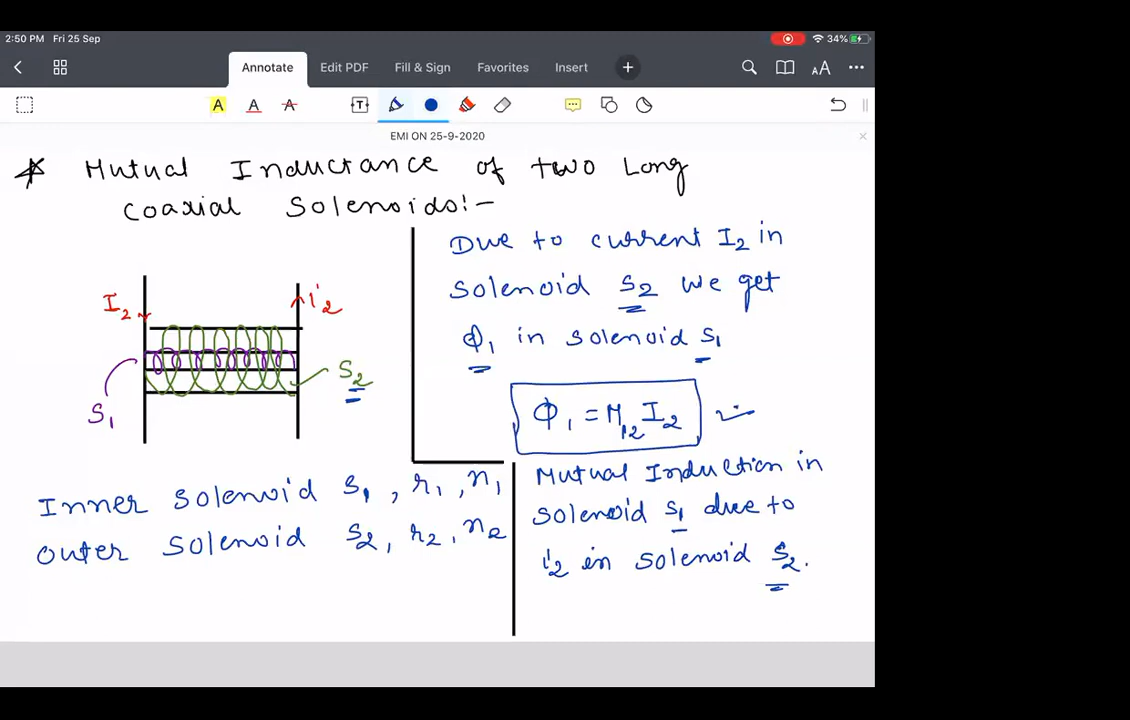 2:50 PM Fri 25 Sep
34%
Annotate Edit PDF Fill & Sign Favorites Insert
EMI ON 25-9-2020
Mutual Inductance of two Long
coaxial Solenoids:-
I₂
i₂
S₁
S₂
Inner solenoid S₁, r₁, n₁
outer solenoid S₂, r₂, n₂
Due to current I₂ in
solenoid S₂ we get
Φ₁ in solenoid S₁
Φ₁ = M₁₂ I₂
Mutual Induction in
solenoid S₁ due to
i₂ in solenoid S₂.